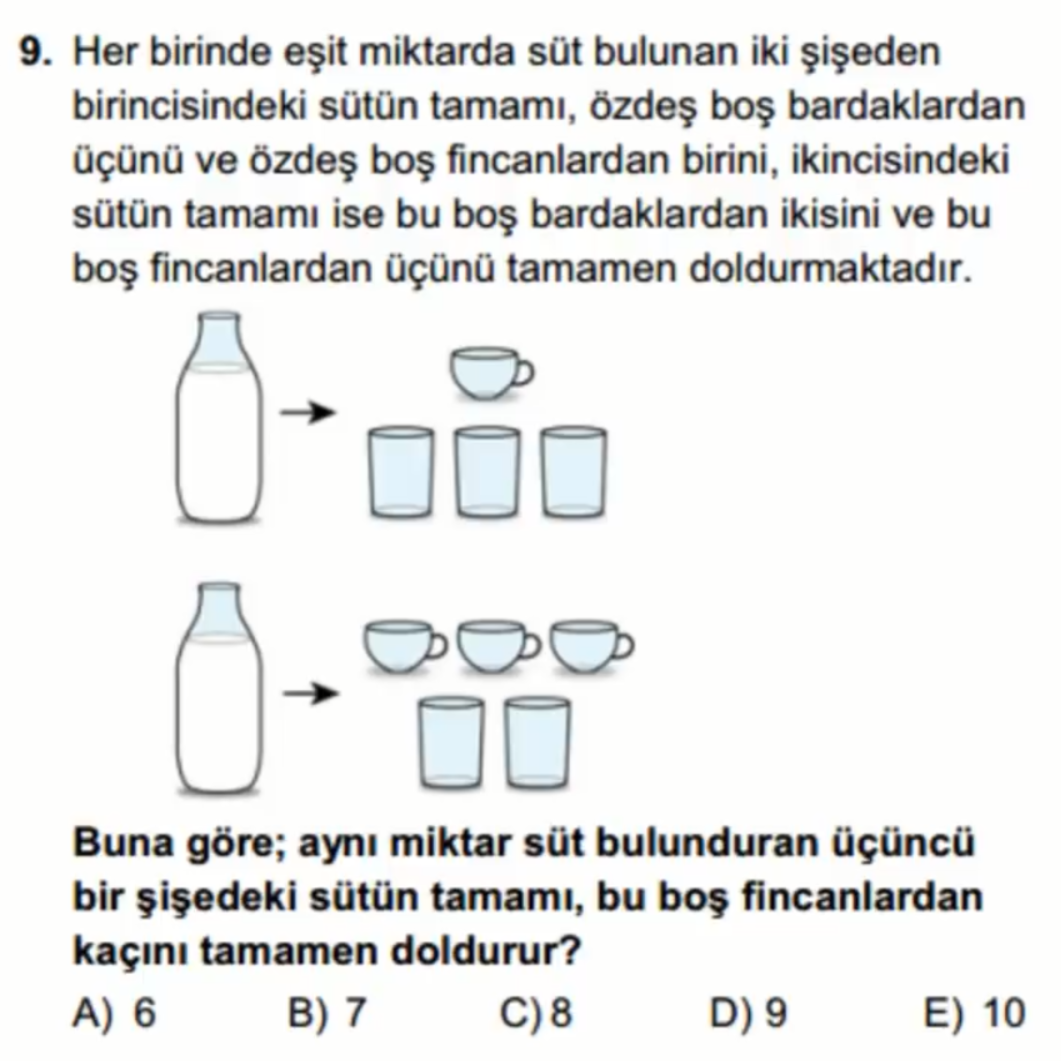 9. Her birinde eşit miktarda süt bulunan iki şişeden
birincisindeki sütün tamamı, özdeş boş bardaklardan
üçünü ve özdeş boş fincanlardan birini, ikincisindeki
sütün tamamı ise bu boş bardaklardan ikisini ve bu
boş fincanlardan üçünü tamamen doldurmaktadır.
Buna göre; aynı miktar süt bulunduran üçüncü
bir şişedeki sütün tamamı, bu boş fincanlardan
kaçını tamamen doldurur?
A) 6 B) 7 C) 8 D) 9 E) 10